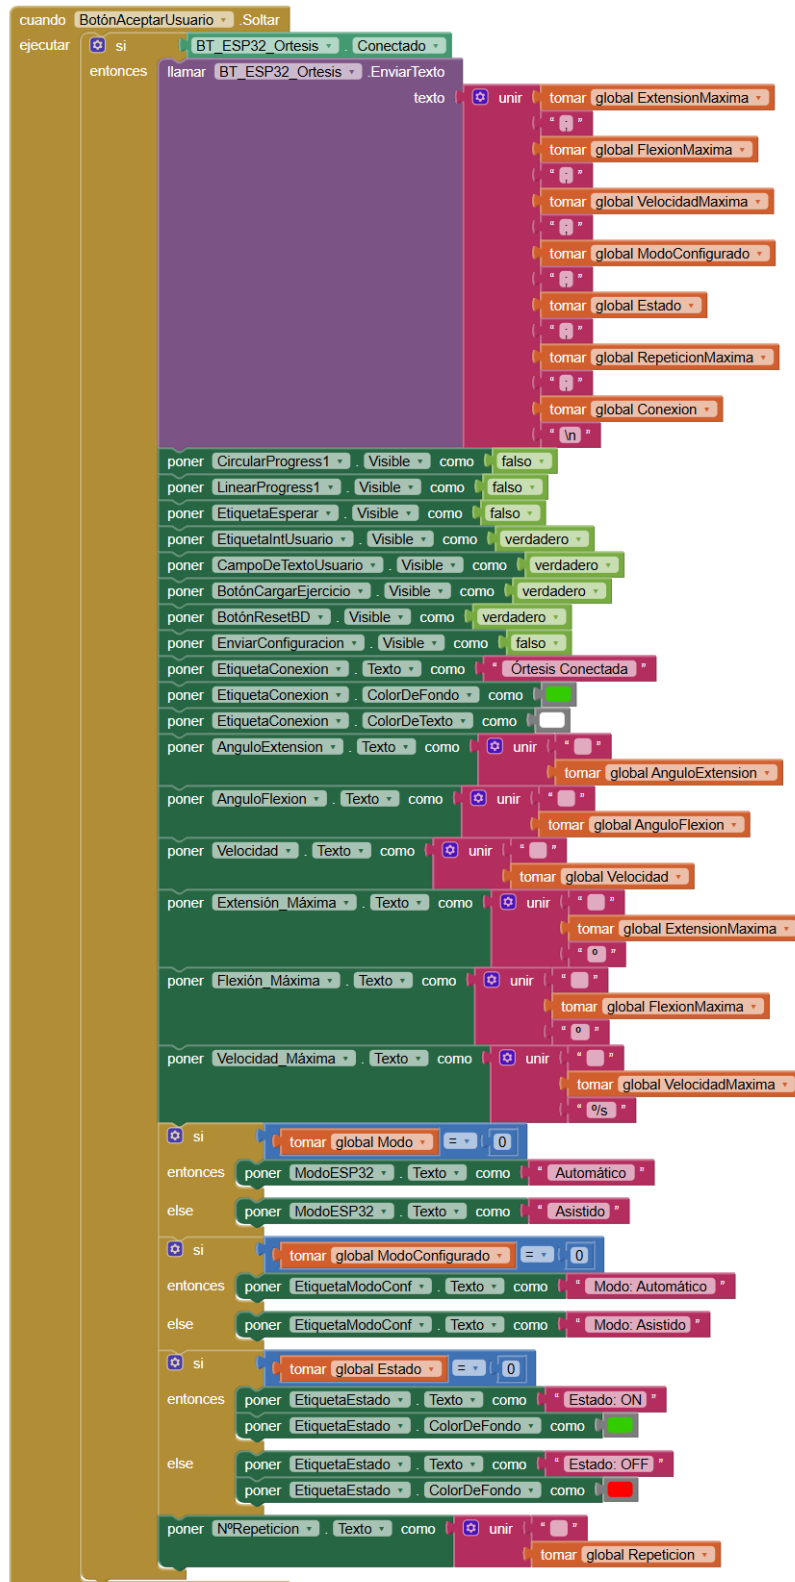 cuando BotónAceptarUsuario .Soltar
ejecutar si BT_ESP32_Ortesis . Conectado
entonces llamar BT_ESP32_Ortesis .EnviarTexto
texto unir tomar global ExtensionMaxima
" ; "
tomar global FlexionMaxima
" ; "
tomar global VelocidadMaxima
" ; "
tomar global ModoConfigurado
" ; "
tomar global Estado
" ; "
tomar global RepeticionMaxima
" ; "
tomar global Conexion
" \n "
poner CircularProgress1 . Visible como falso
poner LinearProgress1 . Visible como falso
poner EtiquetaEsperar . Visible como falso
poner EtiquetaIntUsuario . Visible como verdadero
poner CampoDeTextoUsuario . Visible como verdadero
poner BotónCargarEjercicio . Visible como verdadero
poner BotónResetBD . Visible como verdadero
poner EnviarConfiguracion . Visible como falso
poner EtiquetaConexion . Texto como " Órtesis Conectada "
poner EtiquetaConexion . ColorDeFondo como
poner EtiquetaConexion . ColorDeTexto como
poner AnguloExtension . Texto como unir " "
tomar global AnguloExtension
poner AnguloFlexion . Texto como unir " "
tomar global AnguloFlexion
poner Velocidad . Texto como unir " "
tomar global Velocidad
poner Extensión_Máxima . Texto como unir " "
tomar global ExtensionMaxima
" º "
poner Flexión_Máxima . Texto como unir " "
tomar global FlexionMaxima
" º "
poner Velocidad_Máxima . Texto como unir " "
tomar global VelocidadMaxima
" º/s "
si tomar global Modo = 0
entonces poner ModoESP32 . Texto como " Automático "
else poner ModoESP32 . Texto como " Asistido "
si tomar global ModoConfigurado = 0
entonces poner EtiquetaModoConf . Texto como " Modo: Automático "
else poner EtiquetaModoConf . Texto como " Modo: Asistido "
si tomar global Estado = 0
entonces poner EtiquetaEstado . Texto como " Estado: ON "
poner EtiquetaEstado . ColorDeFondo como
else poner EtiquetaEstado . Texto como " Estado: OFF "
poner EtiquetaEstado . ColorDeFondo como
poner NºRepeticion . Texto como unir " "
tomar global Repeticion